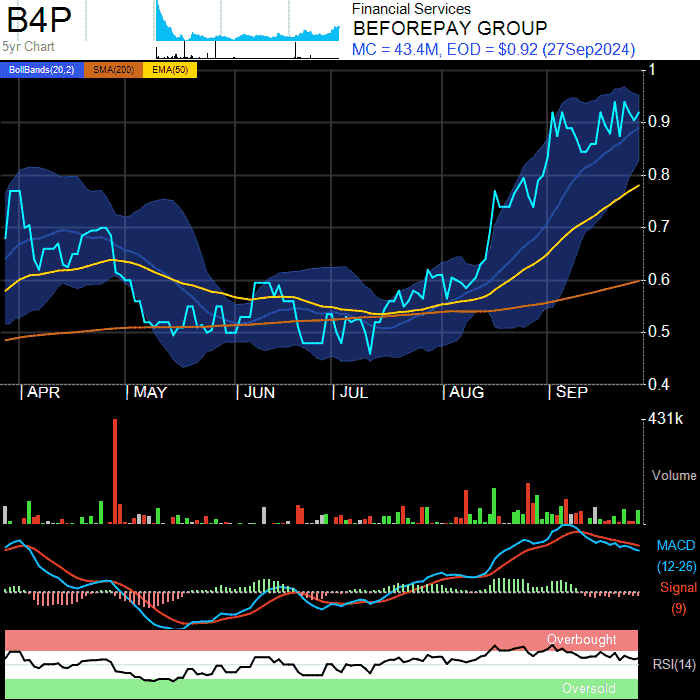 B4P
5yr Chart
Financial Services
BEFOREPAY GROUP
MC = 43.4M, EOD = $0.92 (27Sep2024)
BollBands(20,2) SMA(200) EMA(50)
1
0.9
0.8
0.7
0.6
0.5
0.4
APR MAY JUN JUL AUG SEP
431k
Volume
MACD
(12-26)
Signal
(9)
Overbought
RSI(14)
Oversold